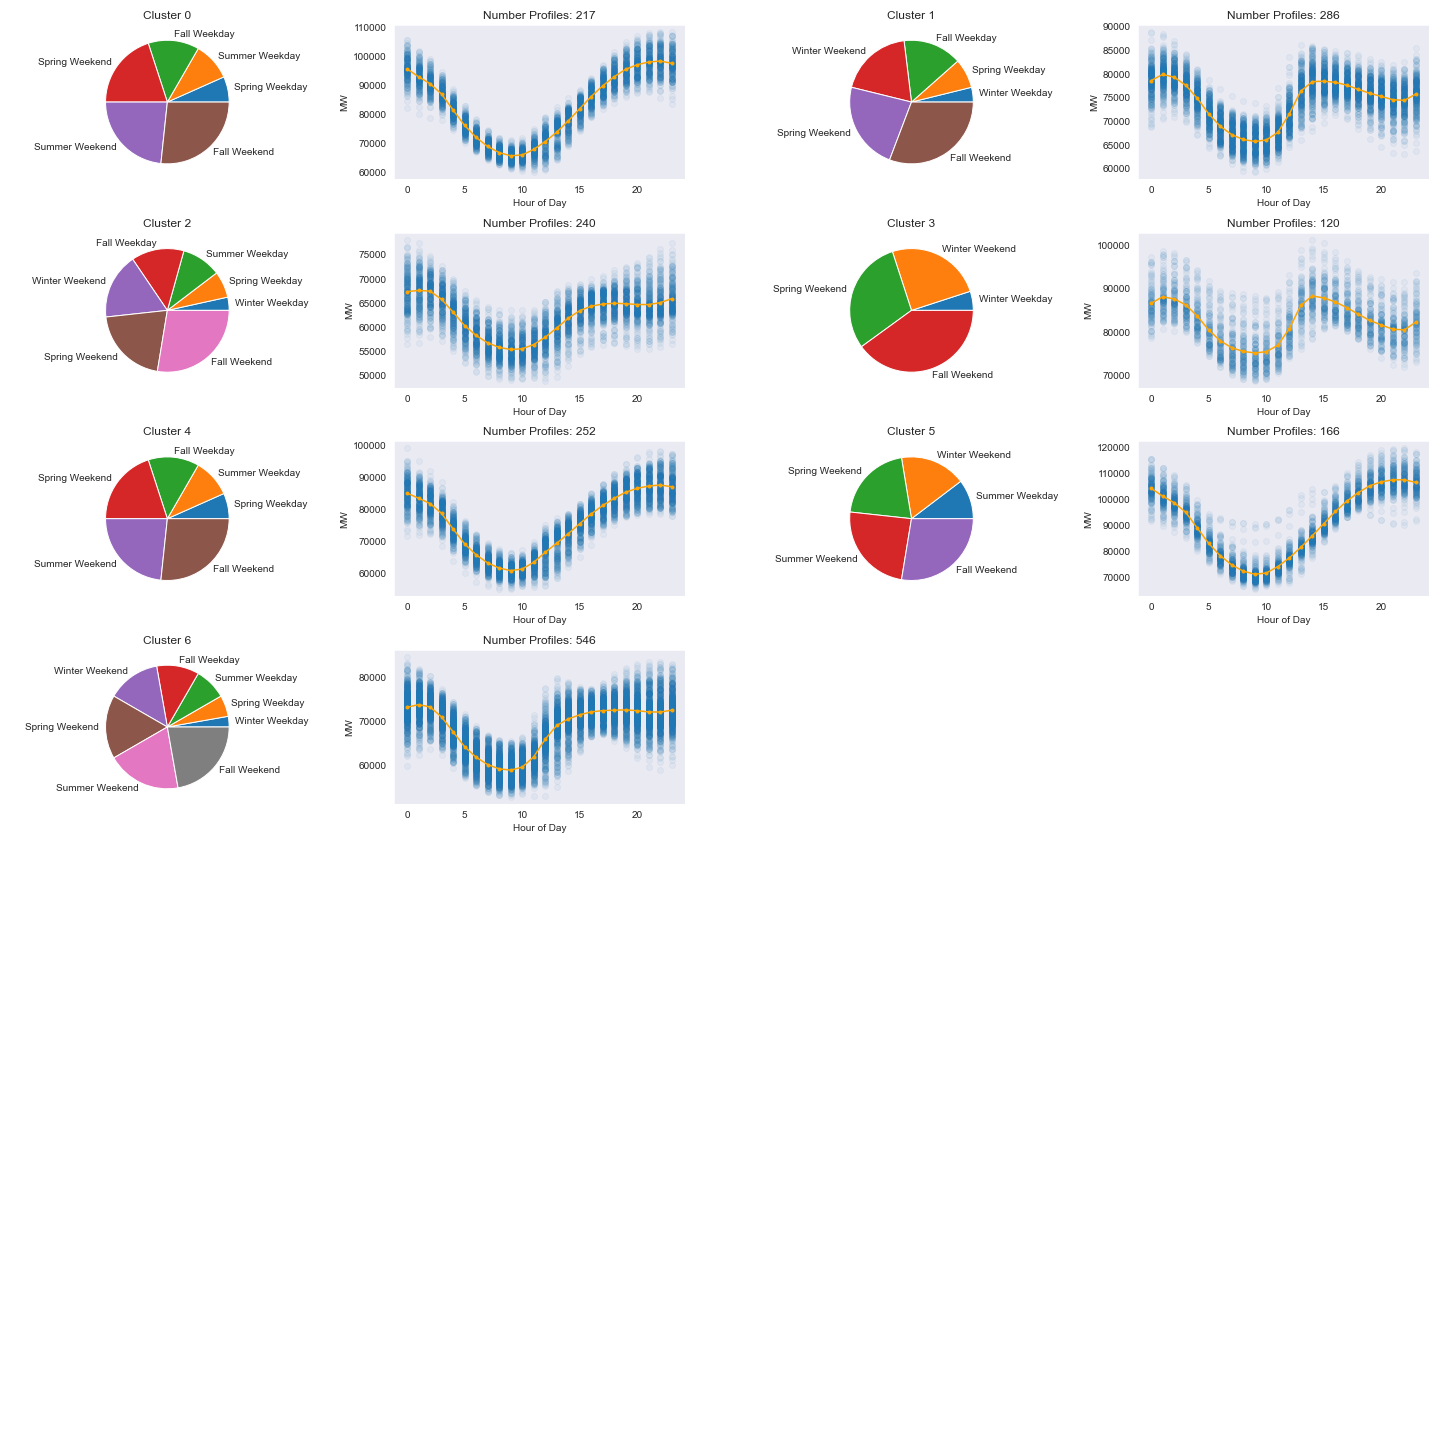 Cluster 0
Fall Weekday
Summer Weekday
Spring Weekend
Spring Weekday
Summer Weekend
Fall Weekend
Number Profiles: 217
110000
100000
90000
80000
70000
60000
MW
0 5 10 15 20
Hour of Day
Cluster 1
Fall Weekday
Winter Weekend
Spring Weekday
Winter Weekday
Spring Weekend
Fall Weekend
Number Profiles: 286
90000
85000
80000
75000
70000
65000
60000
MW
0 5 10 15 20
Hour of Day
Cluster 2
Fall Weekday
Summer Weekday
Winter Weekend
Spring Weekday
Winter Weekday
Spring Weekend
Fall Weekend
Number Profiles: 240
75000
70000
65000
60000
55000
50000
MW
0 5 10 15 20
Hour of Day
Cluster 3
Winter Weekend
Spring Weekend
Winter Weekday
Fall Weekend
Number Profiles: 120
100000
90000
80000
70000
MW
0 5 10 15 20
Hour of Day
Cluster 4
Fall Weekday
Summer Weekday
Spring Weekend
Spring Weekday
Summer Weekend
Fall Weekend
Number Profiles: 252
100000
90000
80000
70000
60000
MW
0 5 10 15 20
Hour of Day
Cluster 5
Winter Weekend
Spring Weekend
Summer Weekday
Summer Weekend
Fall Weekend
Number Profiles: 166
120000
110000
100000
90000
80000
70000
MW
0 5 10 15 20
Hour of Day
Cluster 6
Fall Weekday
Winter Weekend
Summer Weekday
Spring Weekday
Winter Weekday
Spring Weekend
Fall Weekend
Summer Weekend
Number Profiles: 546
80000
70000
60000
MW
0 5 10 15 20
Hour of Day